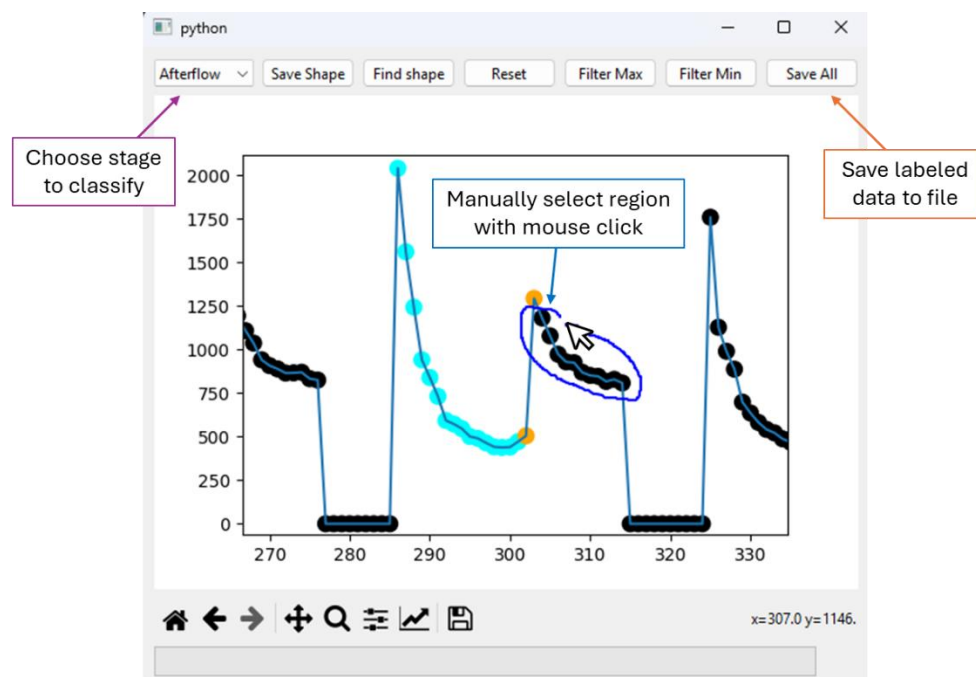 python
Afterflow Save Shape Find shape Reset Filter Max Filter Min Save All
Choose stage
to classify
Save labeled
data to file
Manually select region
with mouse click
2000
1750
1500
1250
1000
750
500
250
0
270 280 290 300 310 320 330
x=307.0 y=1146.